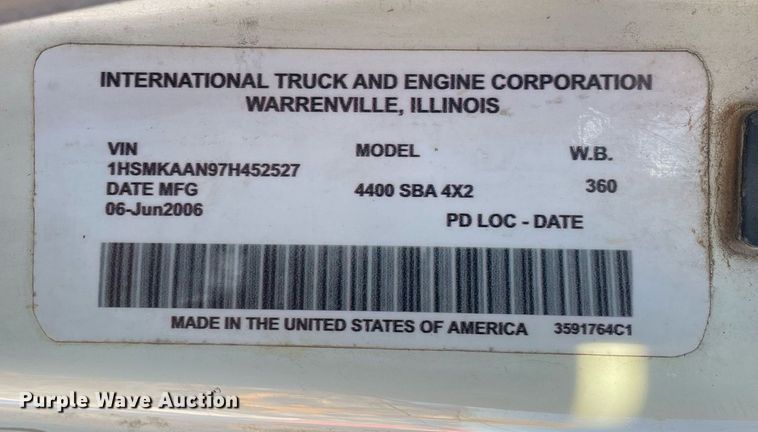 INTERNATIONAL TRUCK AND ENGINE CORPORATION
WARRENVILLE, ILLINOIS
VIN MODEL W.B.
1HSMKAAN97H452527
DATE MFG 4400 SBA 4X2 360
06-Jun2006 PD LOC - DATE
MADE IN THE UNITED STATES OF AMERICA 3591764C1
Purple Wave Auction